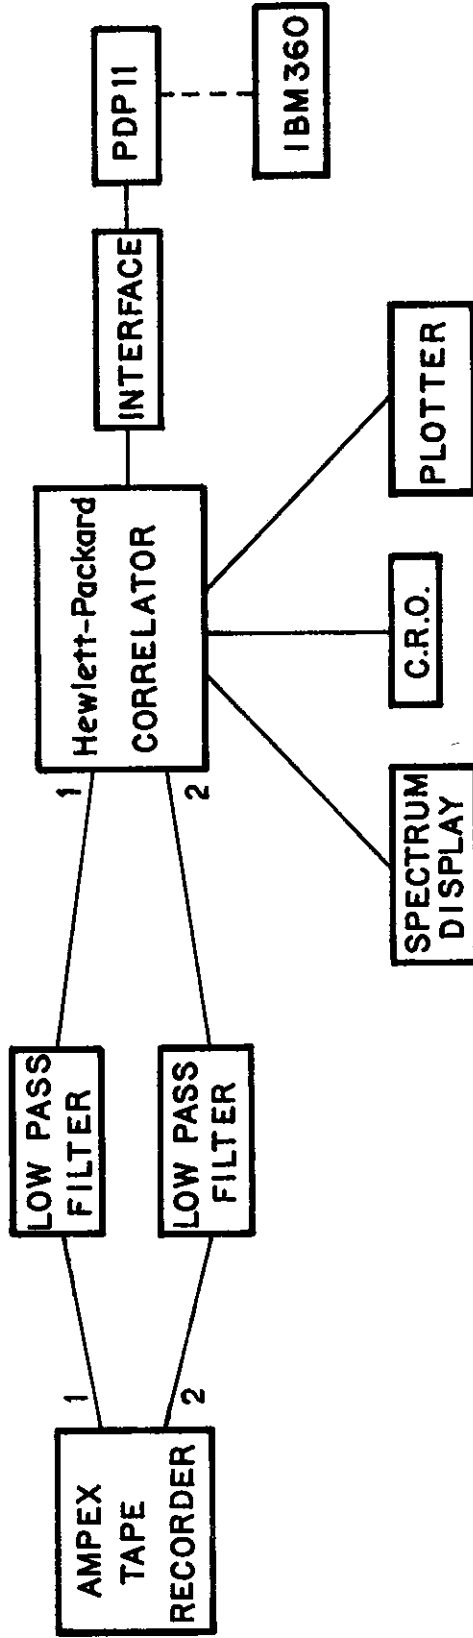 AMPEX
TAPE
RECORDER
1
2
LOW PASS
FILTER
LOW PASS
FILTER
1
2
Hewlett-Packard
CORRELATOR
INTERFACE
PDP11
IBM360
SPECTRUM
DISPLAY
C.R.O.
PLOTTER